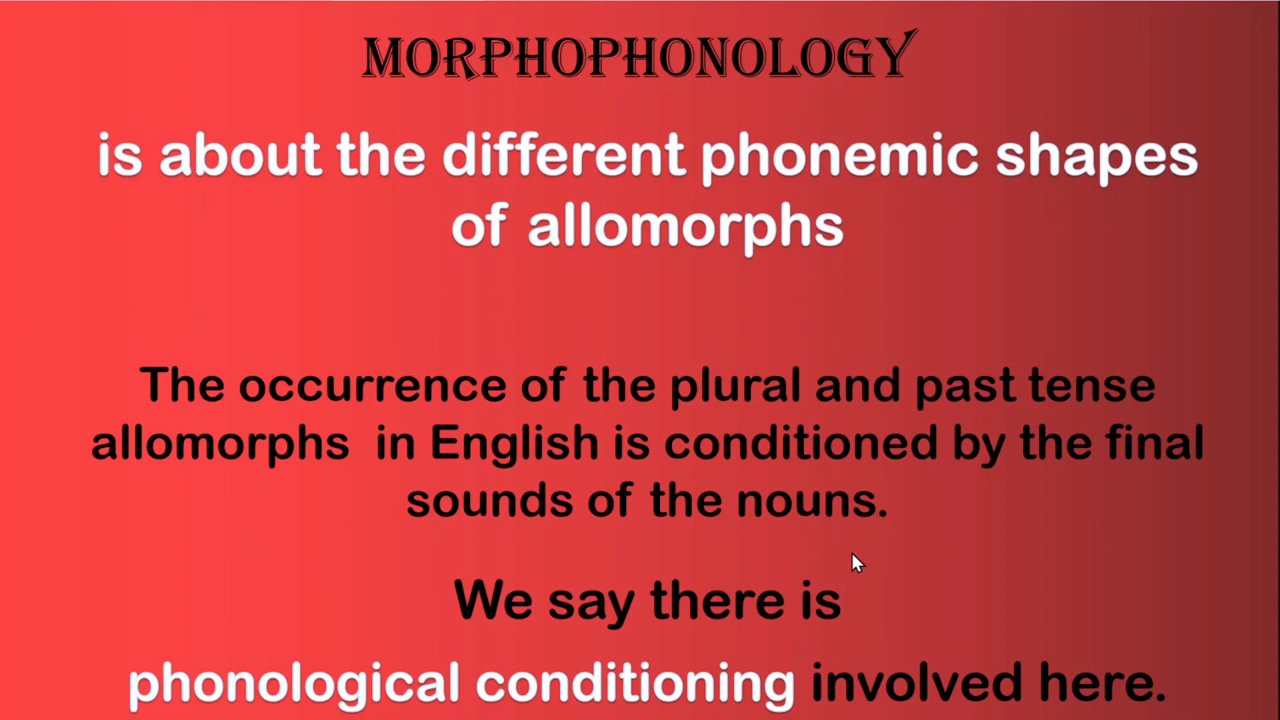 MORPHOPHONOLOGY
is about the different phonemic shapes
of allomorphs
The occurrence of the plural and past tense
allomorphs in English is conditioned by the final
sounds of the nouns.
We say there is
phonological conditioning involved here.